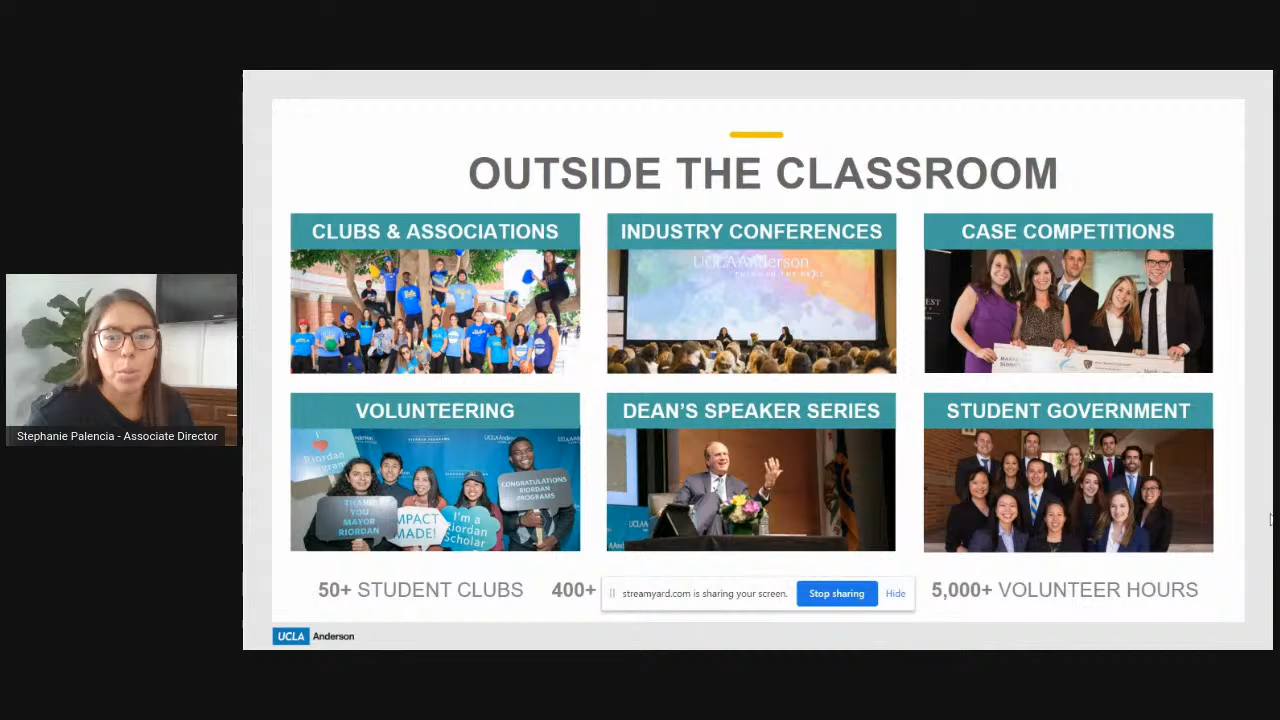 OUTSIDE THE CLASSROOM
CLUBS & ASSOCIATIONS
INDUSTRY CONFERENCES
CASE COMPETITIONS
UCLAAnderson
VOLUNTEERING
DEAN'S SPEAKER SERIES
STUDENT GOVERNMENT
I
Riordan
THANK
YOU
MAYOR
RIORDAN
IMPACT
MADE!
I'm a
Riordan
Scholar
CONGRATULATIONS
RIORDAN
PROGRAMS
UCLA
Stephanie Palencia - Associate Director
50+ STUDENT CLUBS
400+
streamyard.com is sharing your screen.
Stop sharing
Hide
5,000+ VOLUNTEER HOURS
UCLA Anderson